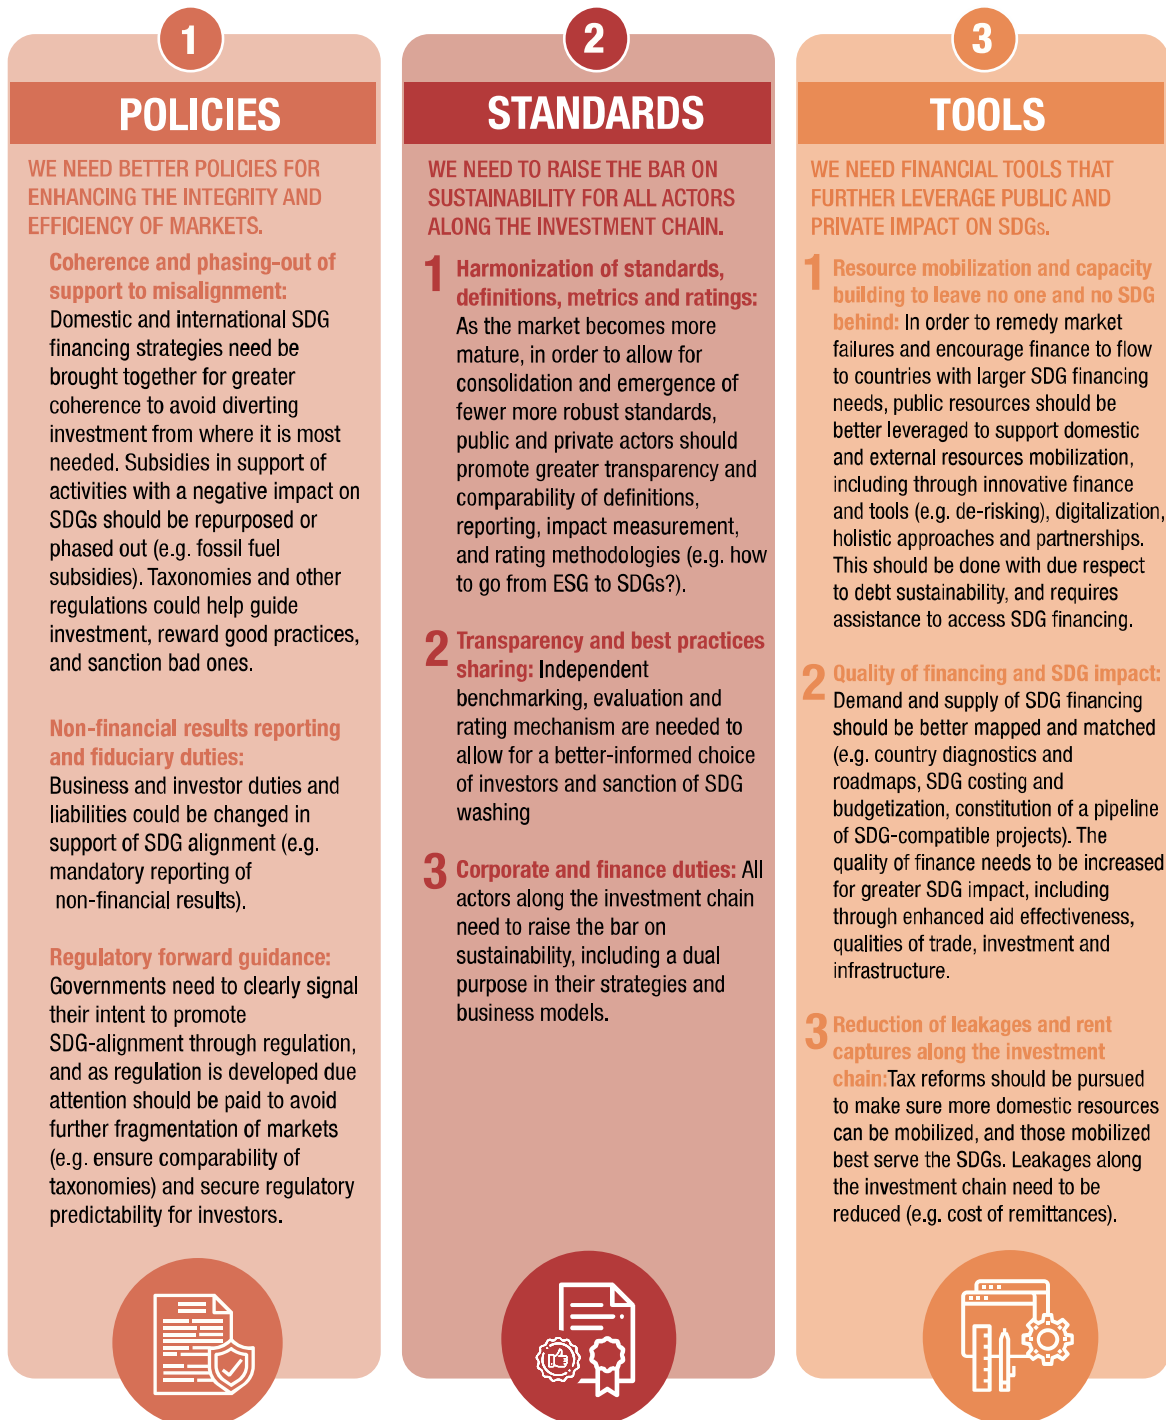 1
POLICIES
WE NEED BETTER POLICIES FOR
ENHANCING THE INTEGRITY AND
EFFICIENCY OF MARKETS.
Coherence and phasing-out of
support to misalignment:
Domestic and international SDG
financing strategies need be
brought together for greater
coherence to avoid diverting
investment from where it is most
needed. Subsidies in support of
activities with a negative impact on
SDGs should be repurposed or
phased out (e.g. fossil fuel
subsidies). Taxonomies and other
regulations could help guide
investment, reward good practices,
and sanction bad ones.
Non-financial results reporting
and fiduciary duties:
Business and investor duties and
liabilities could be changed in
support of SDG alignment (e.g.
mandatory reporting of
non-financial results).
Regulatory forward guidance:
Governments need to clearly signal
their intent to promote
SDG-alignment through regulation,
and as regulation is developed due
attention should be paid to avoid
further fragmentation of markets
(e.g. ensure comparability of
taxonomies) and secure regulatory
predictability for investors.
2
STANDARDS
WE NEED TO RAISE THE BAR ON
SUSTAINABILITY FOR ALL ACTORS
ALONG THE INVESTMENT CHAIN.
1 Harmonization of standards,
definitions, metrics and ratings:
As the market becomes more
mature, in order to allow for
consolidation and emergence of
fewer more robust standards,
public and private actors should
promote greater transparency and
comparability of definitions,
reporting, impact measurement,
and rating methodologies (e.g. how
to go from ESG to SDGs?).
2 Transparency and best practices
sharing: Independent
benchmarking, evaluation and
rating mechanism are needed to
allow for a better-informed choice
of investors and sanction of SDG
washing
3 Corporate and finance duties: All
actors along the investment chain
need to raise the bar on
sustainability, including a dual
purpose in their strategies and
business models.
3
TOOLS
WE NEED FINANCIAL TOOLS THAT
FURTHER LEVERAGE PUBLIC AND
PRIVATE IMPACT ON SDGs.
1 Resource mobilization and capacity
building to leave no one and no SDG
behind: In order to remedy market
failures and encourage finance to flow
to countries with larger SDG financing
needs, public resources should be
better leveraged to support domestic
and external resources mobilization,
including through innovative finance
and tools (e.g. de-risking), digitalization,
holistic approaches and partnerships.
This should be done with due respect
to debt sustainability, and requires
assistance to access SDG financing.
2 Quality of financing and SDG impact:
Demand and supply of SDG financing
should be better mapped and matched
(e.g. country diagnostics and
roadmaps, SDG costing and
budgetization, constitution of a pipeline
of SDG-compatible projects). The
quality of finance needs to be increased
for greater SDG impact, including
through enhanced aid effectiveness,
qualities of trade, investment and
infrastructure.
3 Reduction of leakages and rent
captures along the investment
chain:Tax reforms should be pursued
to make sure more domestic resources
can be mobilized, and those mobilized
best serve the SDGs. Leakages along
the investment chain need to be
reduced (e.g. cost of remittances).